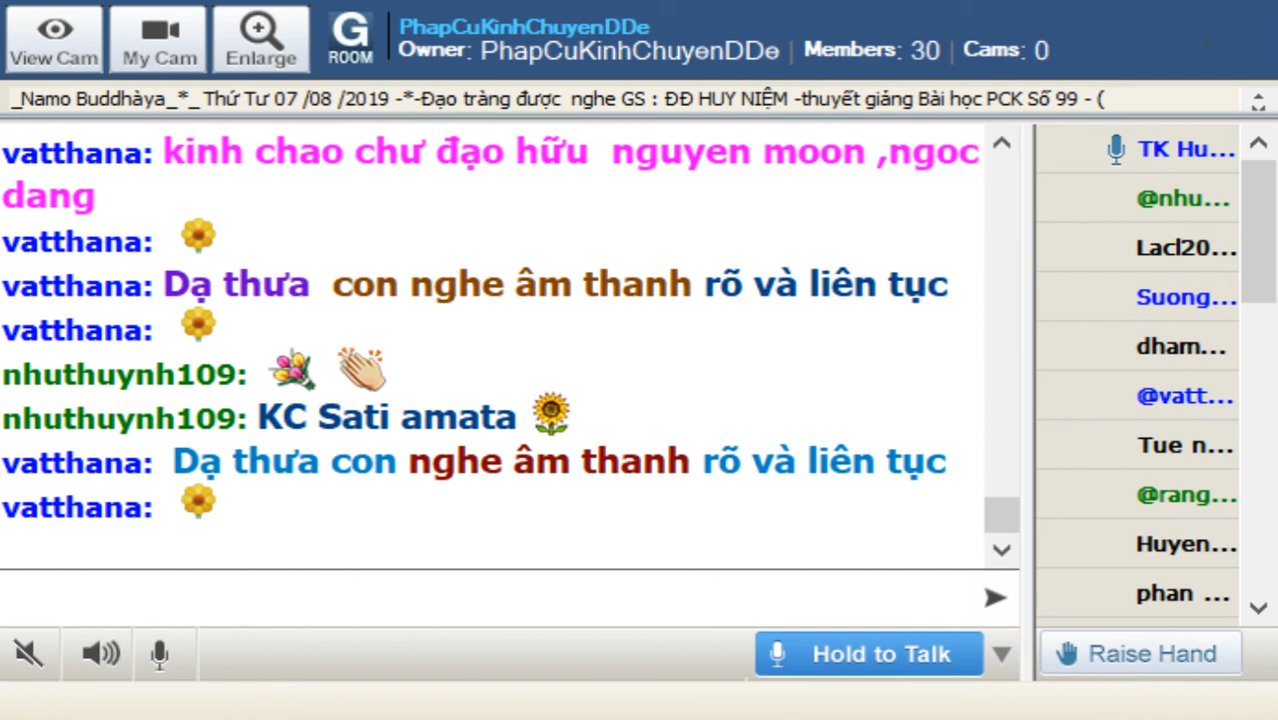 View Cam
My Cam
Enlarge
G
ROOM
PhapCuKinhChuyenDDe
Owner: PhapCuKinhChuyenDDe | Members: 30 | Cams: 0
_Namo Buddhàya_*_ Thứ Tư 07 /08 /2019 -*-Đạo tràng được nghe GS : ĐĐ HUY NIỆM -thuyết giảng Bài học PCK Số 99 - (
vatthana: kinh chao chư đạo hữu nguyen moon ,ngoc
dang
vatthana:
vatthana: Dạ thưa con nghe âm thanh rõ và liên tục
vatthana:
nhuthuynh109:
nhuthuynh109: KC Sati amata
vatthana: Dạ thưa con nghe âm thanh rõ và liên tục
vatthana:
TK Hu...
@nhu...
Lacl20...
Suong...
dham...
@vatt...
Tue n...
@rang...
Huyen...
phan ...
Hold to Talk
Raise Hand